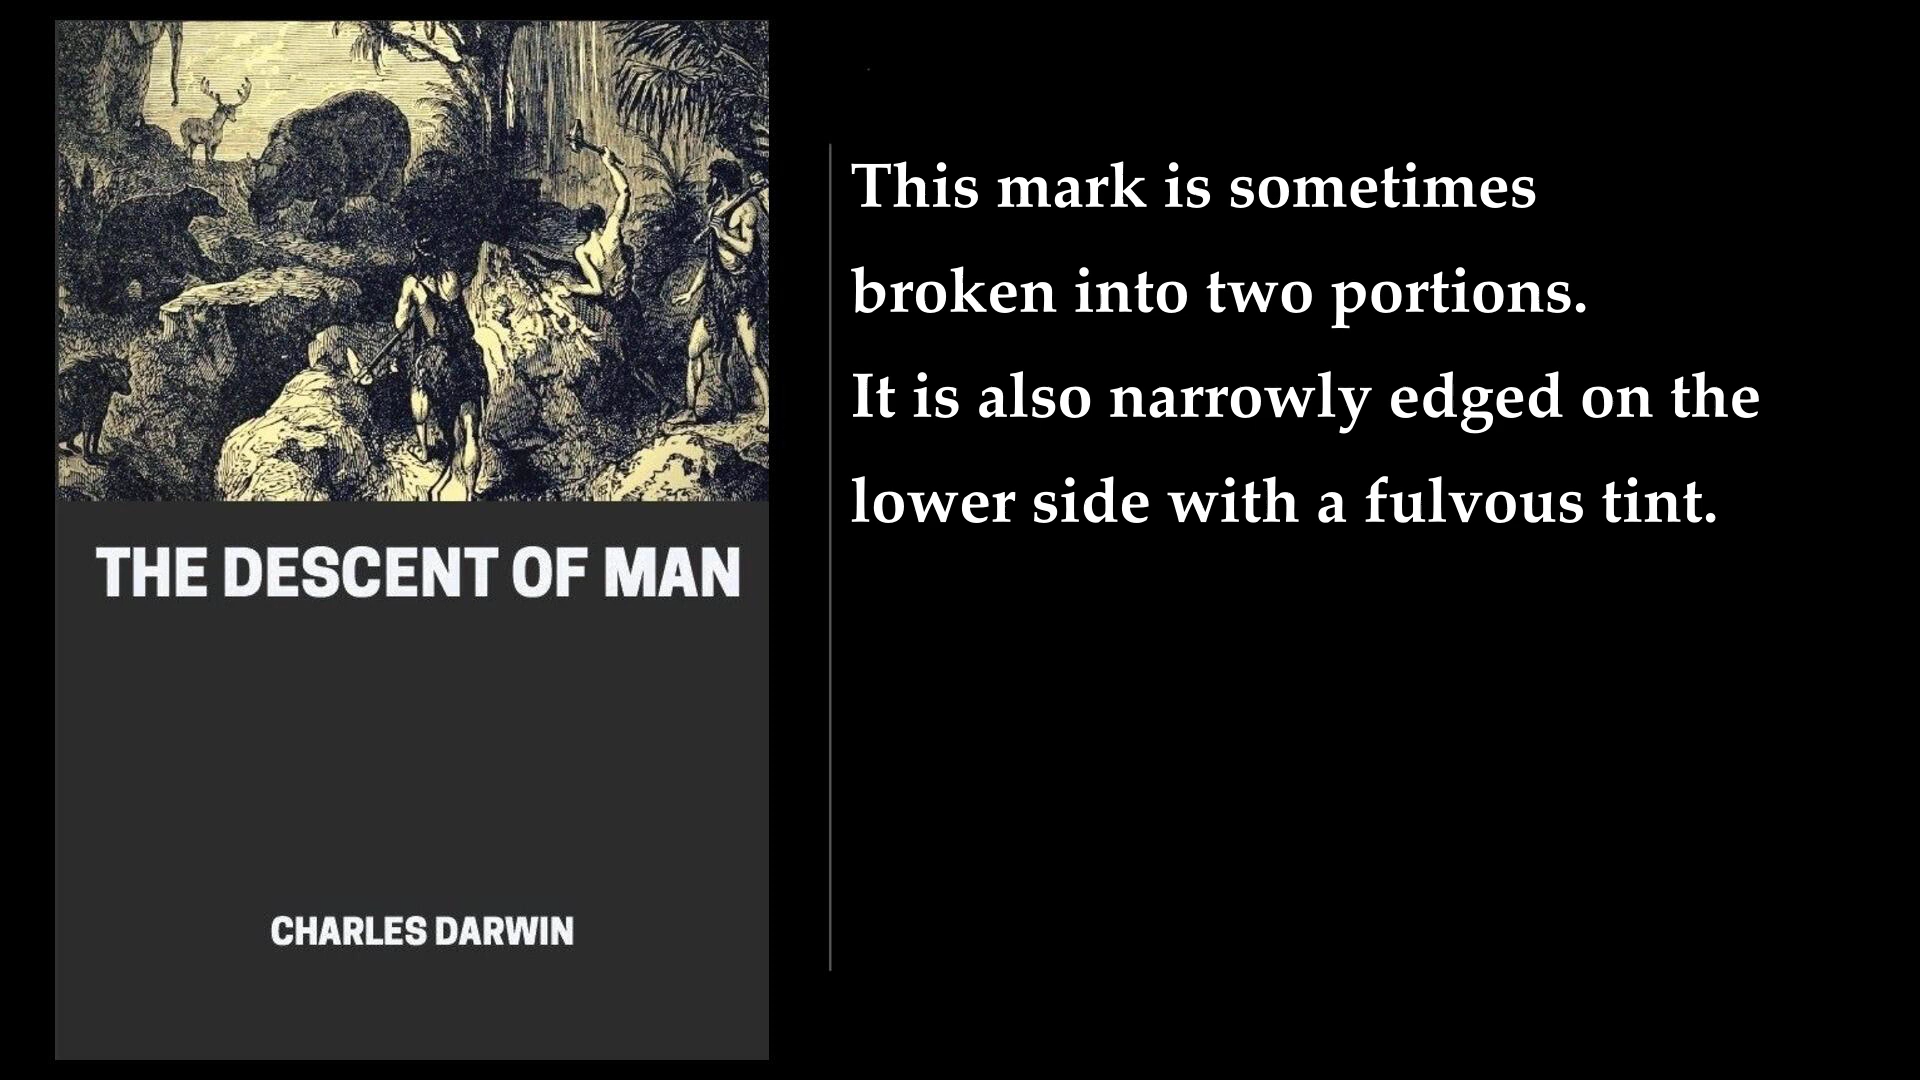 THE DESCENT OF MAN
CHARLES DARWIN
This mark is sometimes
broken into two portions.
It is also narrowly edged on the
lower side with a fulvous tint.